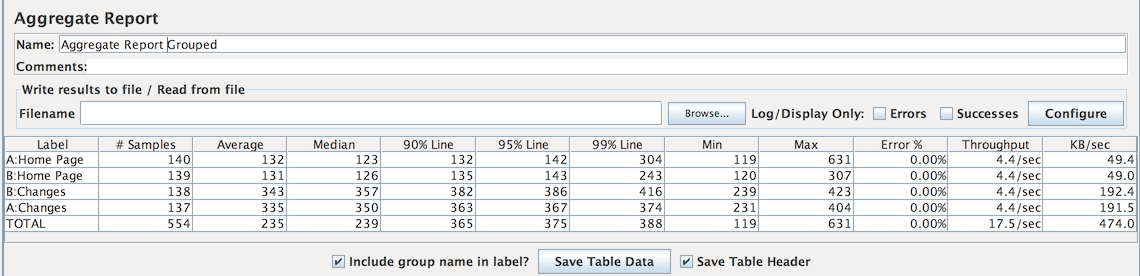 Aggregate Report
Name: Aggregate Report Grouped
Comments:
Write results to file / Read from file
Filename Browse... Log/Display Only: Errors Successes Configure
Label # Samples Average Median 90% Line 95% Line 99% Line Min Max Error % Throughput KB/sec
A:Home Page 140 132 123 132 142 304 119 631 0.00% 4.4/sec 49.4
B:Home Page 139 131 126 135 143 243 120 307 0.00% 4.4/sec 49.0
B:Changes 138 343 357 382 386 416 239 423 0.00% 4.4/sec 192.4
A:Changes 137 335 350 363 367 374 231 404 0.00% 4.4/sec 191.5
TOTAL 554 235 239 365 375 388 119 631 0.00% 17.5/sec 474.0
Include group name in label? Save Table Data Save Table Header